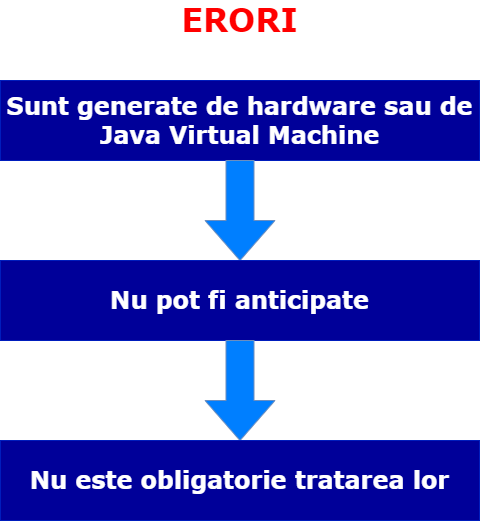 ERORI
Sunt generate de hardware sau de
Java Virtual Machine
Nu pot fi anticipate
Nu este obligatorie tratarea lor